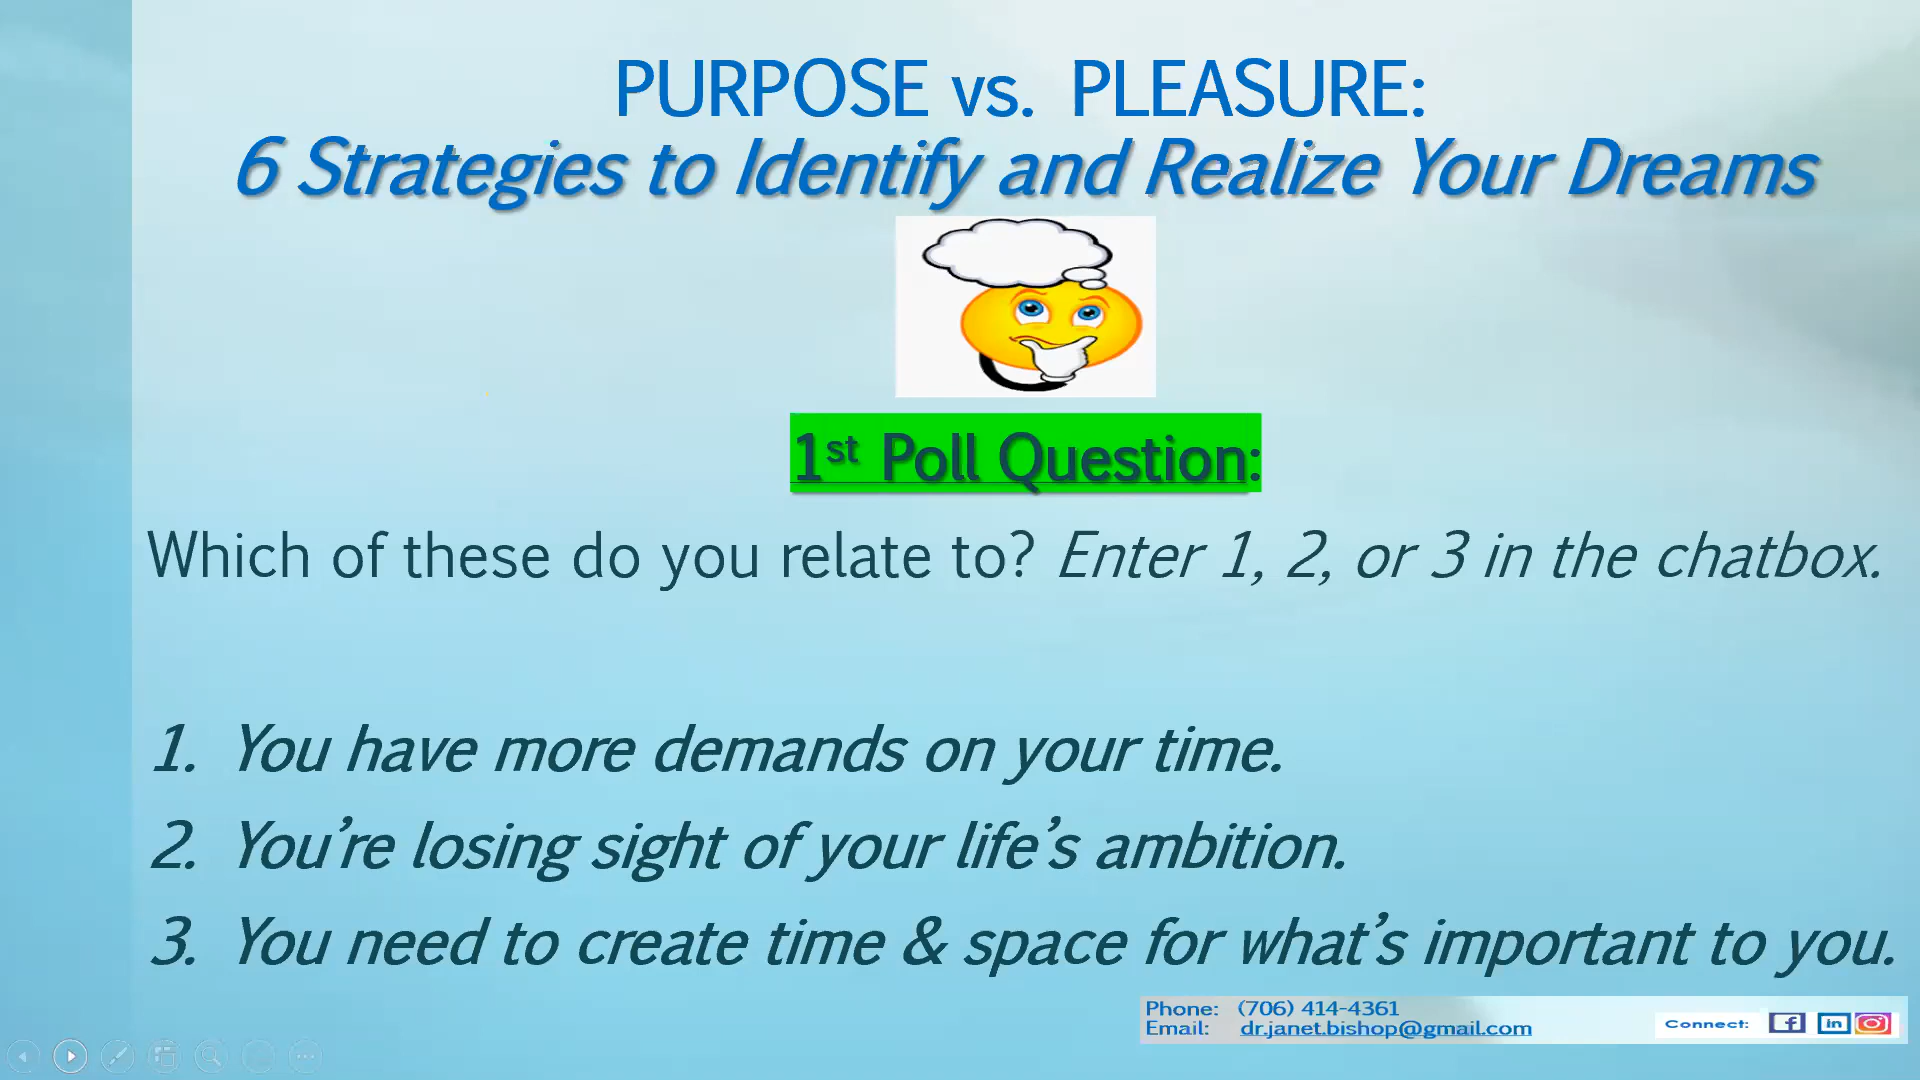 PURPOSE vs. PLEASURE:
6 Strategies to Identify and Realize Your Dreams
1st Poll Question:
Which of these do you relate to? Enter 1, 2, or 3 in the chatbox.
1. You have more demands on your time.
2. You’re losing sight of your life’s ambition.
3. You need to create time & space for what’s important to you.
Phone: (706) 414-4361
Email: dr.janet.bishop@gmail.com
Connect: